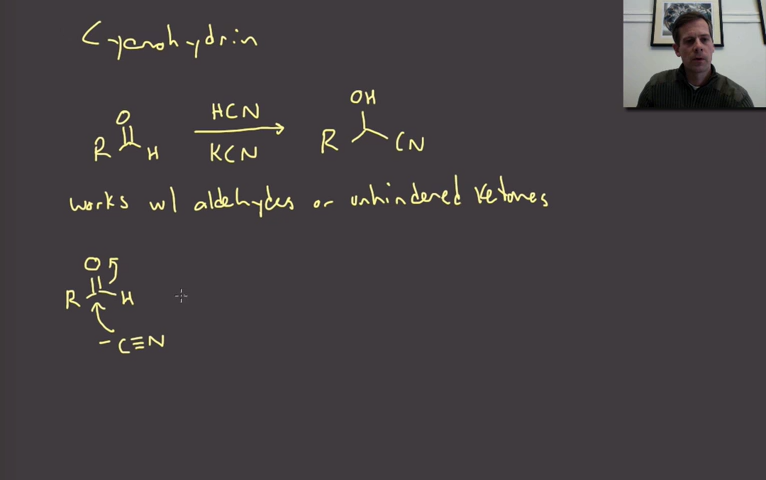 Cyanohydrin
O OH
HCN
R H KCN R CN
works w/ aldehydes or unhindered ketones
O
R H
- C≡N